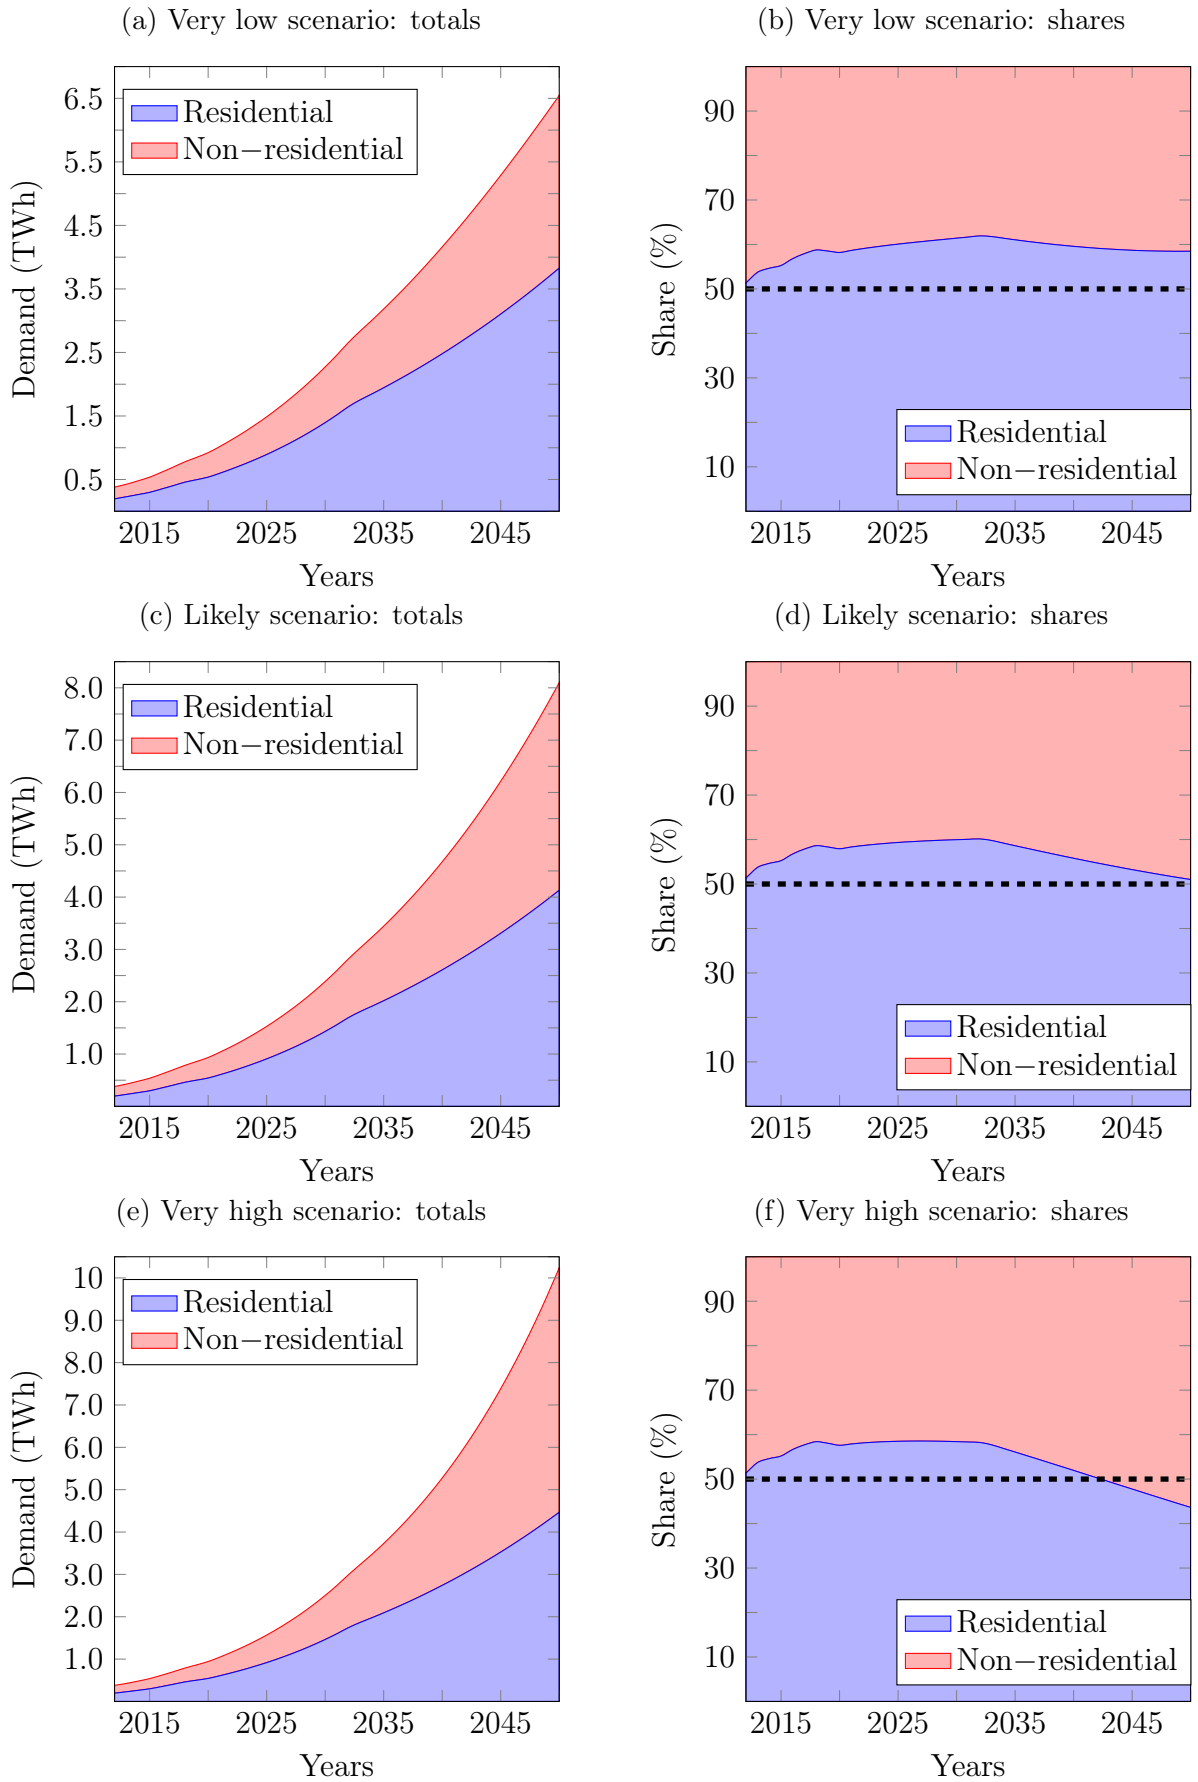 (a) Very low scenario: totals
6.5
5.5
4.5
3.5
2.5
1.5
0.5
Demand (TWh)
Residential
Non−residential
2015 2025 2035 2045
Years
(b) Very low scenario: shares
90
70
50
30
10
Share (%)
Residential
Non−residential
2015 2025 2035 2045
Years
(c) Likely scenario: totals
8.0
7.0
6.0
5.0
4.0
3.0
2.0
1.0
Demand (TWh)
Residential
Non−residential
2015 2025 2035 2045
Years
(d) Likely scenario: shares
90
70
50
30
10
Share (%)
Residential
Non−residential
2015 2025 2035 2045
Years
(e) Very high scenario: totals
10
9.0
8.0
7.0
6.0
5.0
4.0
3.0
2.0
1.0
Demand (TWh)
Residential
Non−residential
2015 2025 2035 2045
Years
(f) Very high scenario: shares
90
70
50
30
10
Share (%)
Residential
Non−residential
2015 2025 2035 2045
Years